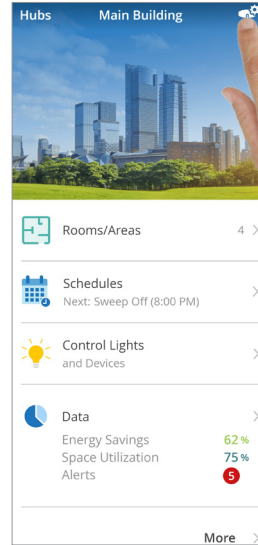 Hubs Main Building
Rooms/Areas 4
Schedules
Next: Sweep Off (8:00 PM)
Control Lights
and Devices
Data
Energy Savings 62 %
Space Utilization 75 %
Alerts 5
More